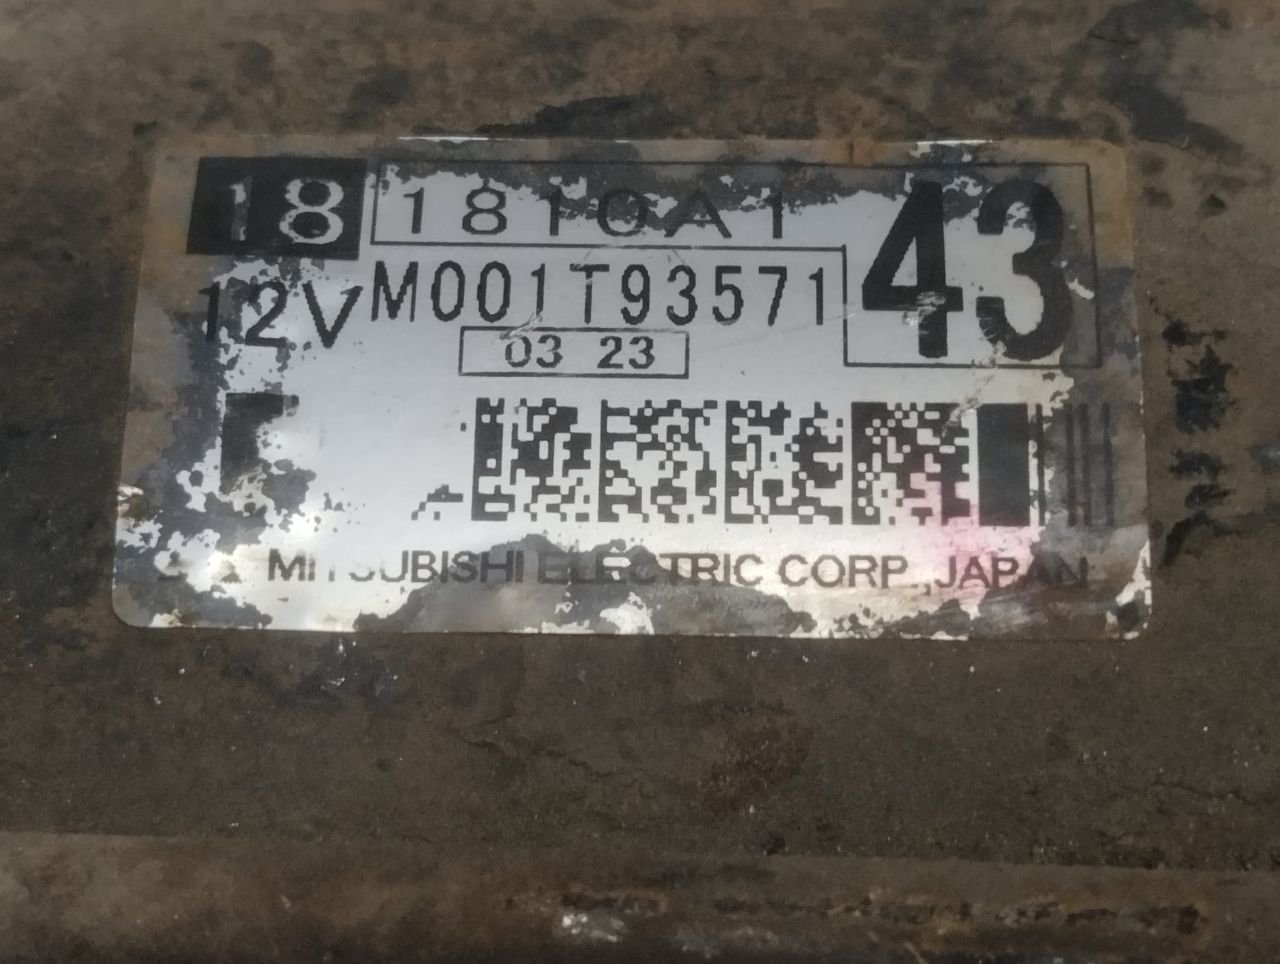 18 1810A1 43
12V M001T93571
03 23
MITSUBISHI ELECTRIC CORP. JAPAN